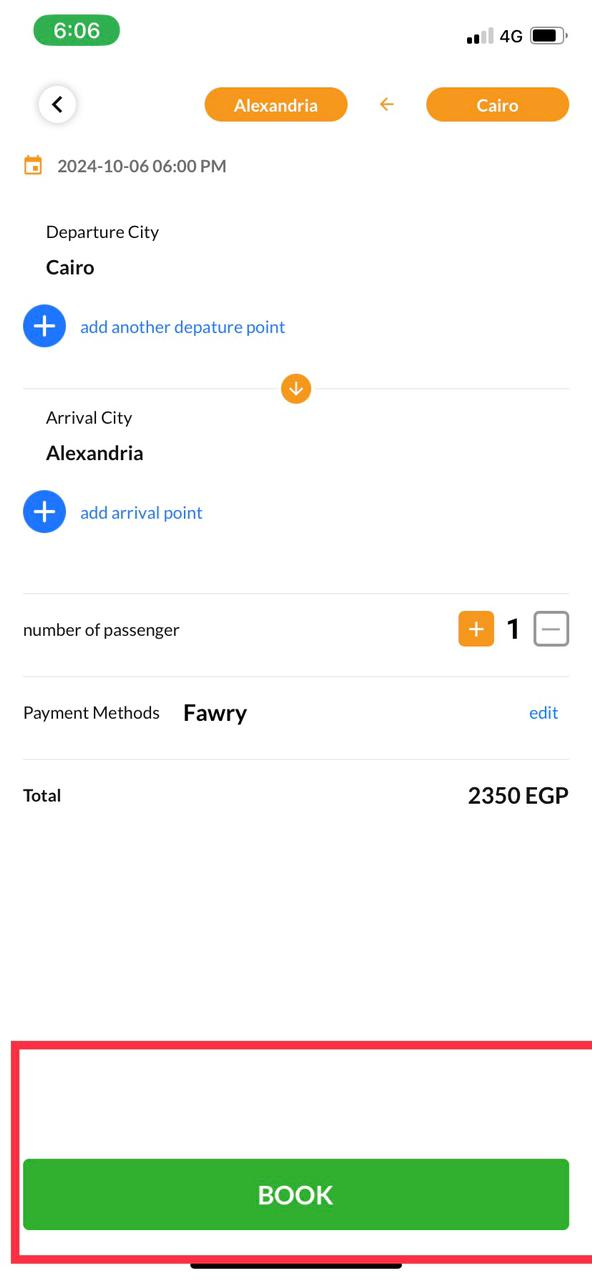 6:06 4G
Alexandria ← Cairo
2024-10-06 06:00 PM
Departure City
Cairo
add another depature point
Arrival City
Alexandria
add arrival point
number of passenger + 1 —
Payment Methods Fawry edit
Total 2350 EGP
BOOK